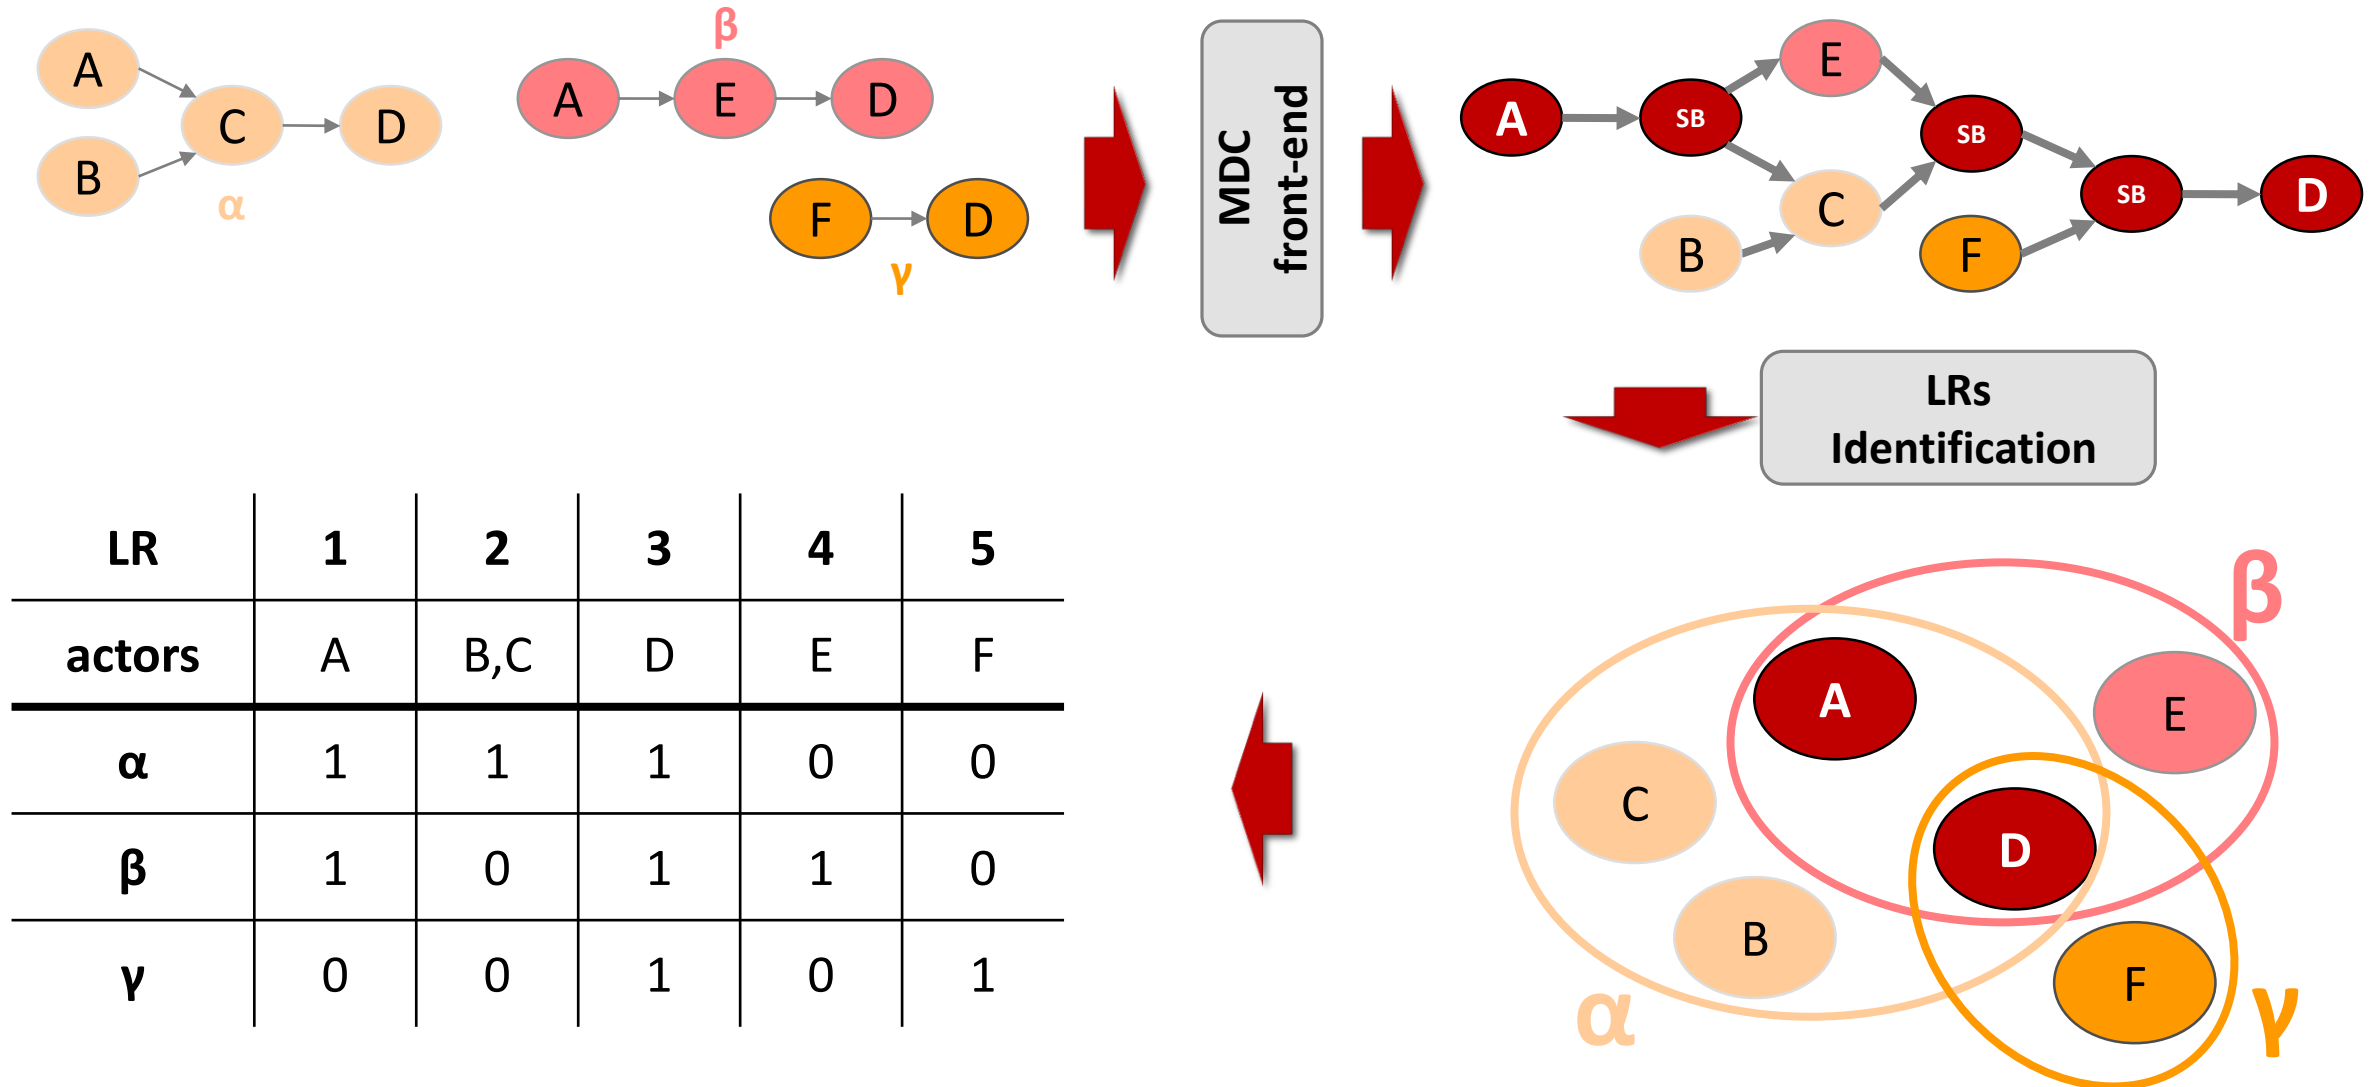 A
B
C
D
α
β
A
E
D
F
D
γ
MDC
front-end
A
SB
E
C
B
SB
F
SB
D
LRs
Identification
LR 1 2 3 4 5
actors A B,C D E F
α 1 1 1 0 0
β 1 0 1 1 0
γ 0 0 1 0 1
β
A
E
C
D
B
F
α
γ